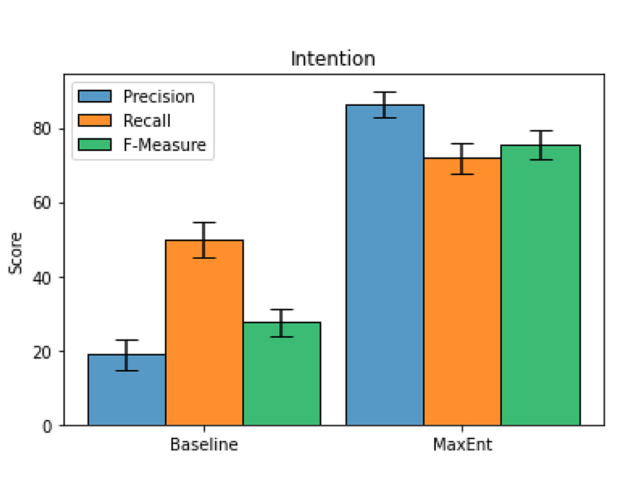 Intention
Precision
Recall
F-Measure
Score
80
60
40
20
0
Baseline
MaxEnt